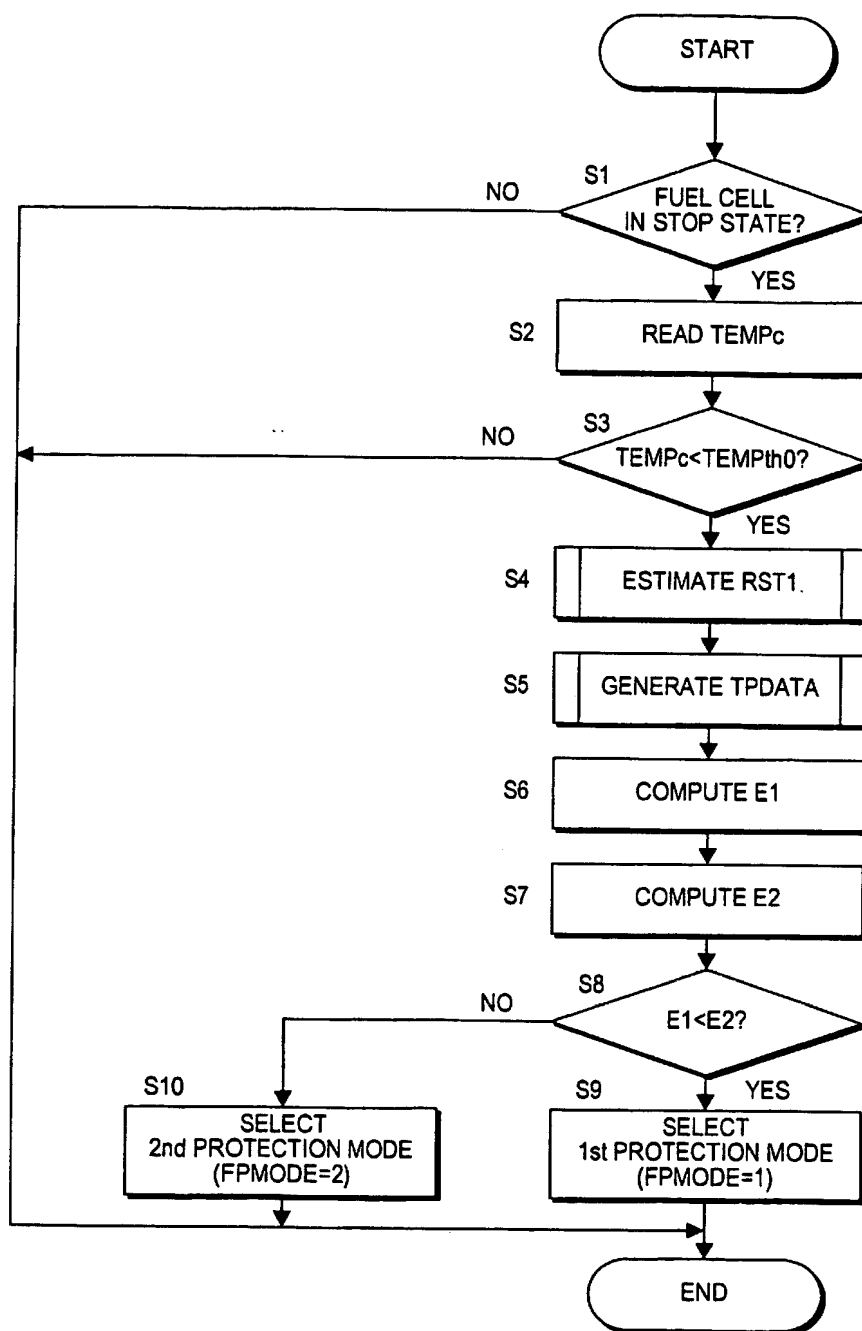 START
S1
NO
FUEL CELL
IN STOP STATE?
YES
S2
READ TEMPc
S3
NO
TEMPc<TEMPth0?
YES
S4
ESTIMATE RST1
S5
GENERATE TPDATA
S6
COMPUTE E1
S7
COMPUTE E2
S8
NO
E1<E2?
YES
S10
SELECT
2nd PROTECTION MODE
(FPMODE=2)
S9
SELECT
1st PROTECTION MODE
(FPMODE=1)
END